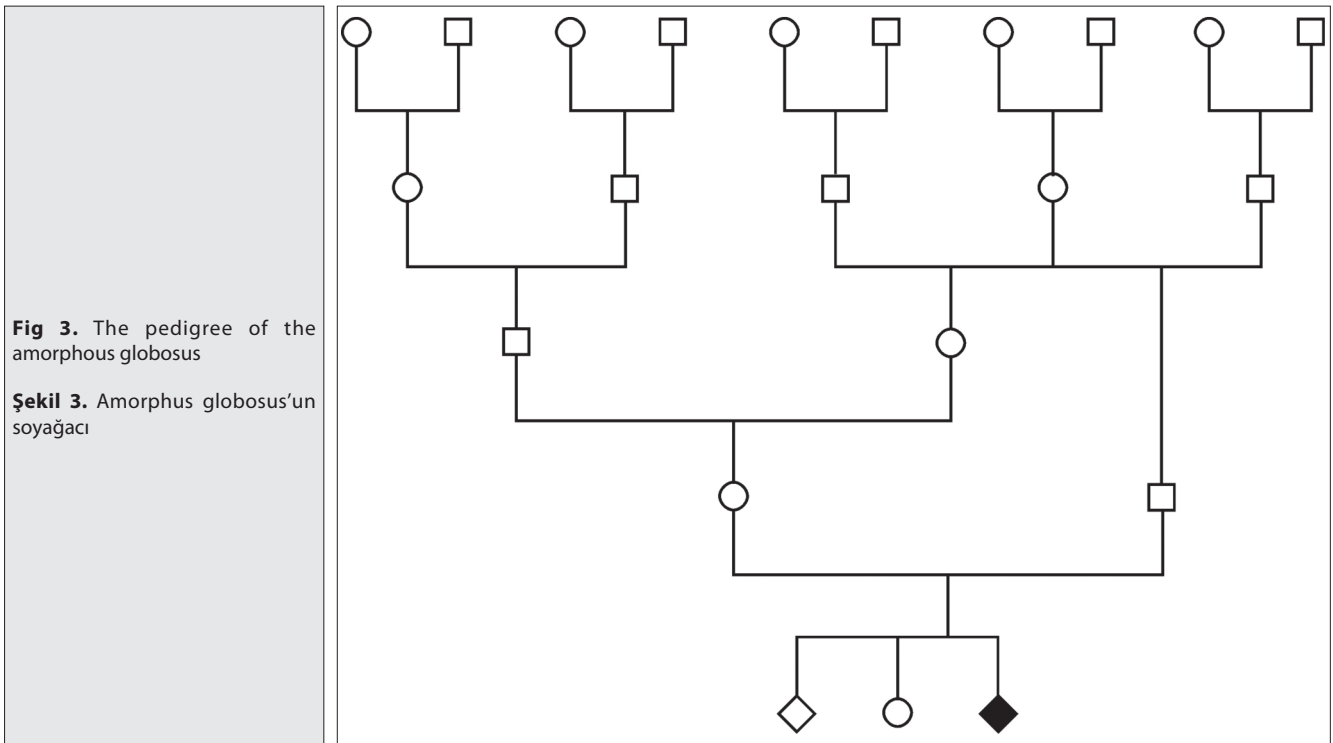 Fig 3. The pedigree of the
amorphous globosus
Şekil 3. Amorphus globosus’un
soyağacı